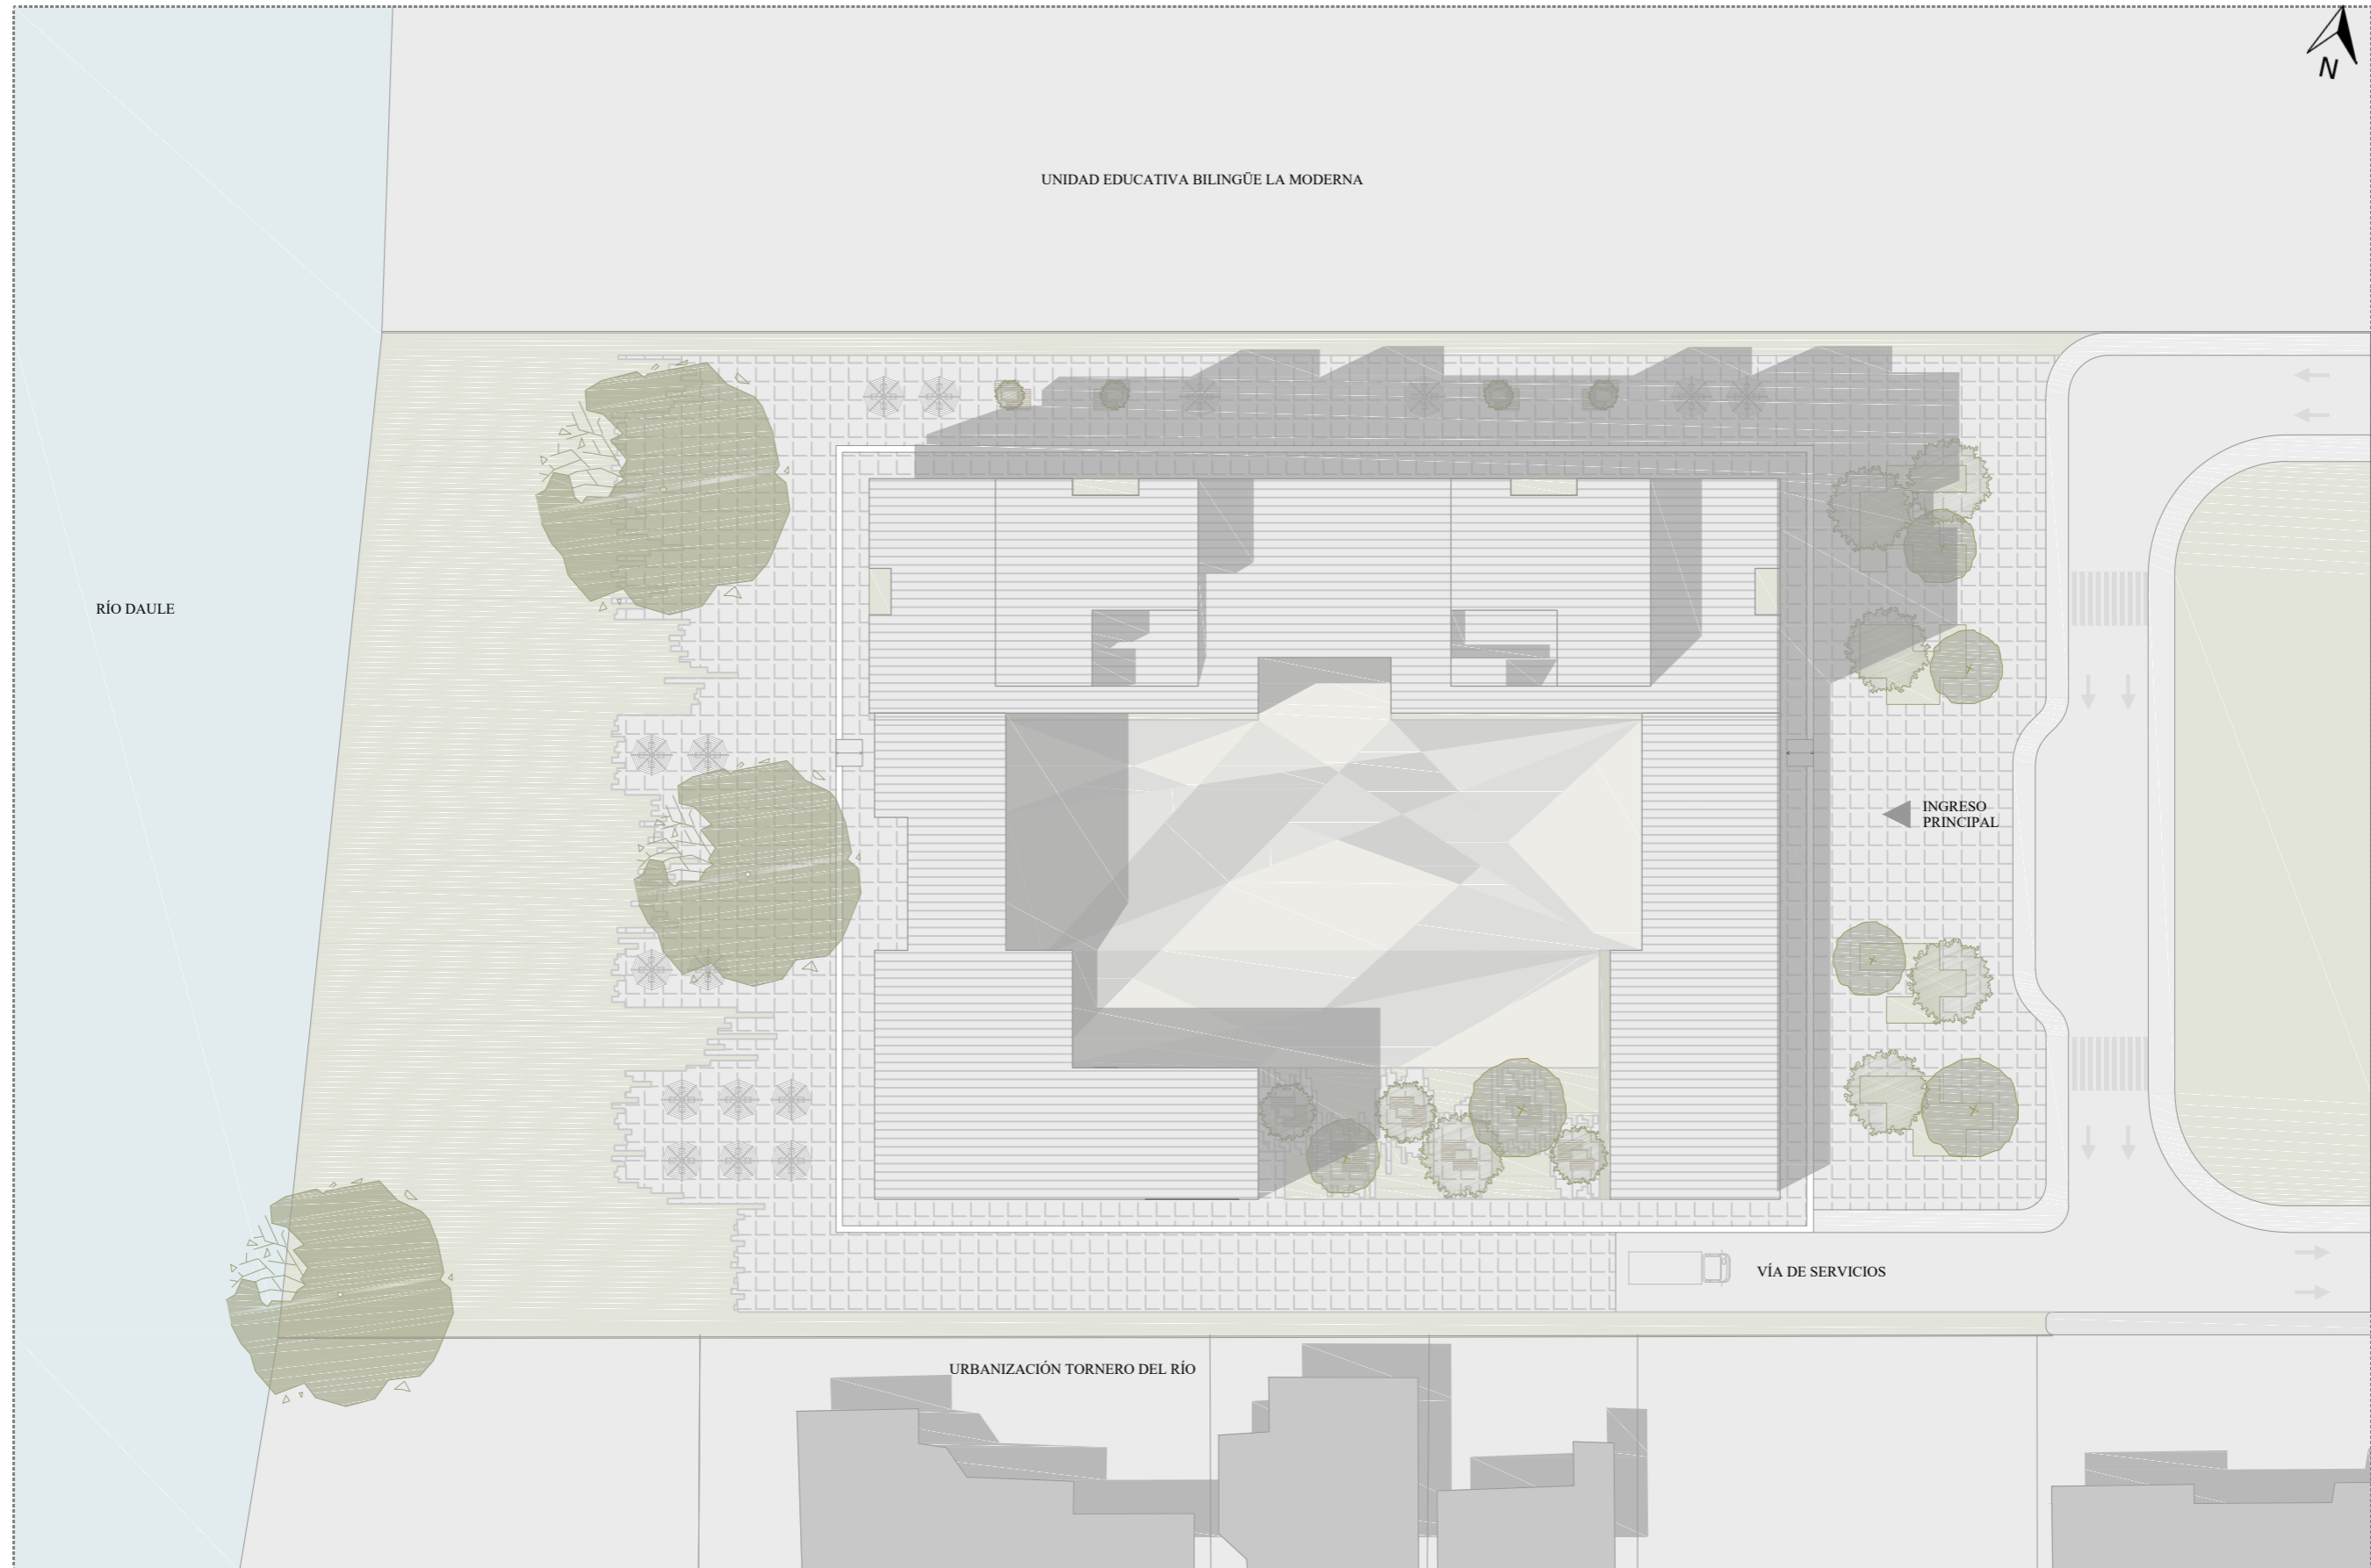 N
UNIDAD EDUCATIVA BILINGÜE LA MODERNA
RÍO DAULE
INGRESO
PRINCIPAL
VÍA DE SERVICIOS
URBANIZACIÓN TORNERO DEL RÍO